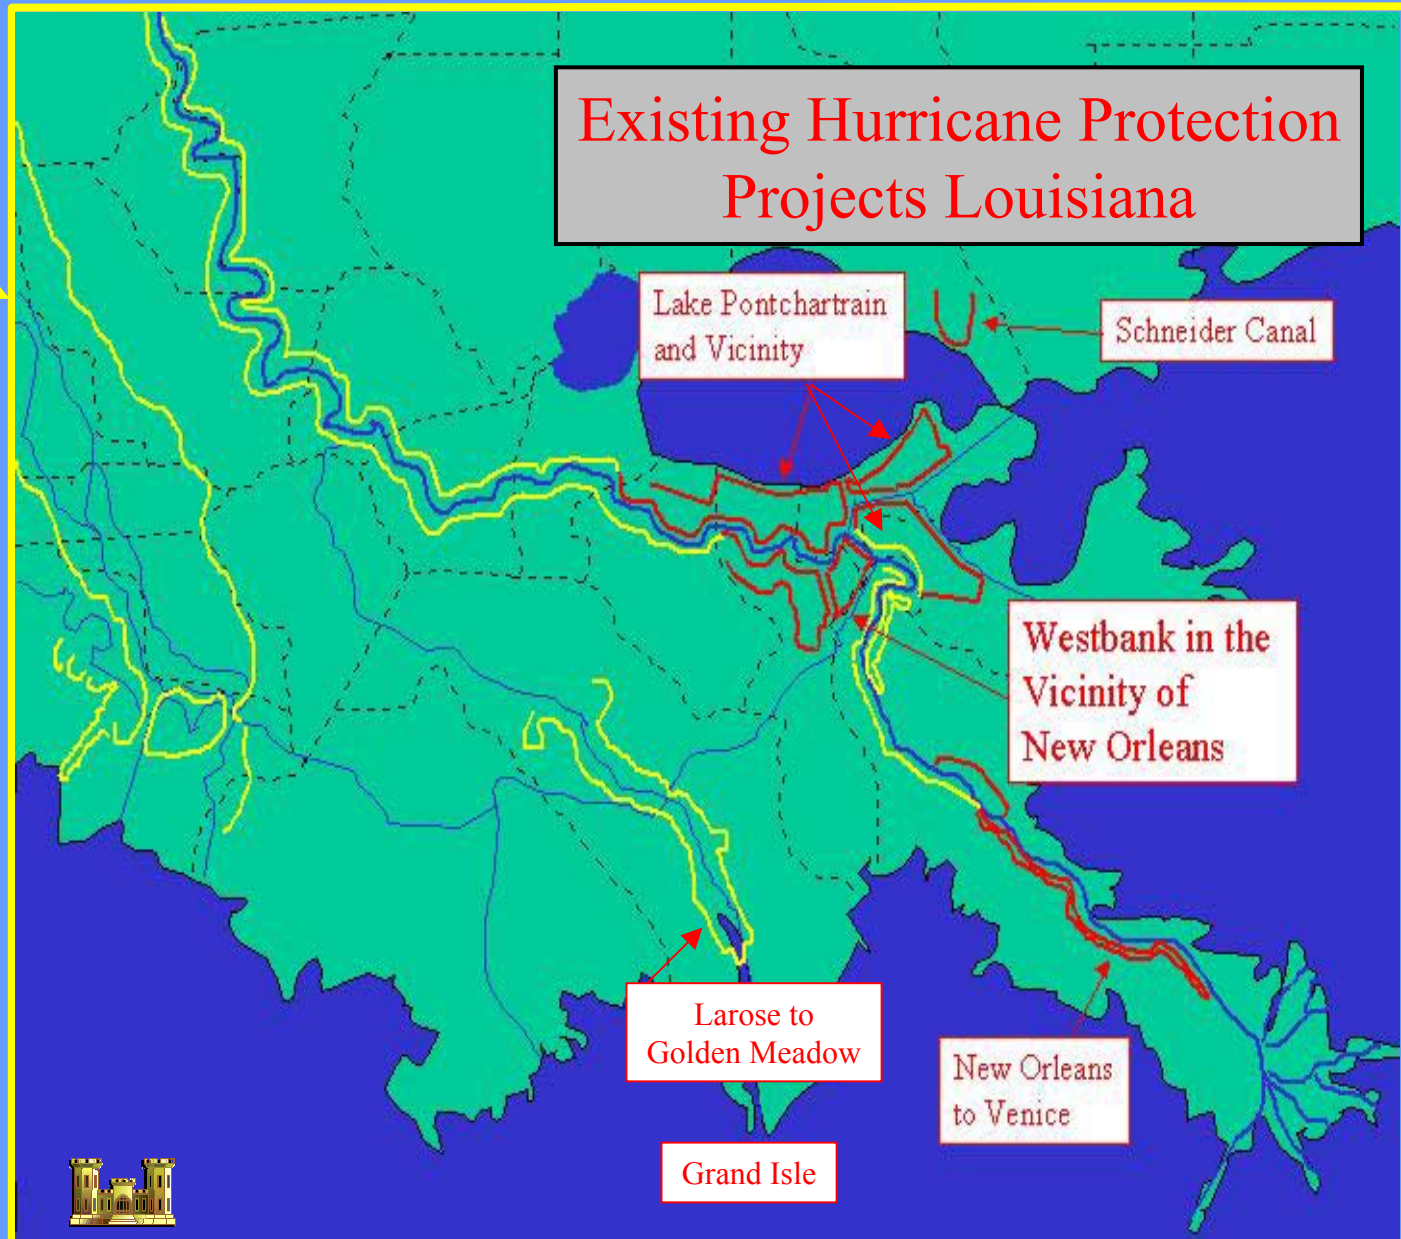 Existing Hurricane Protection
Projects Louisiana
Lake Pontchartrain
and Vicinity
Schneider Canal
Westbank in the
Vicinity of
New Orleans
Larose to
Golden Meadow
New Orleans
to Venice
Grand Isle